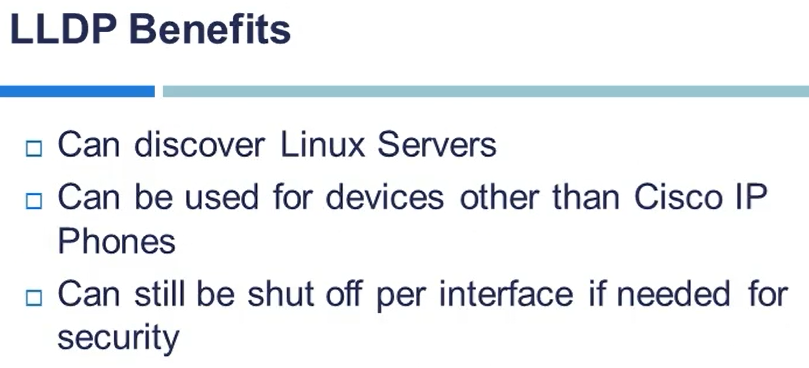 LLDP Benefits
Can discover Linux Servers
Can be used for devices other than Cisco IP
Phones
Can still be shut off per interface if needed for
security